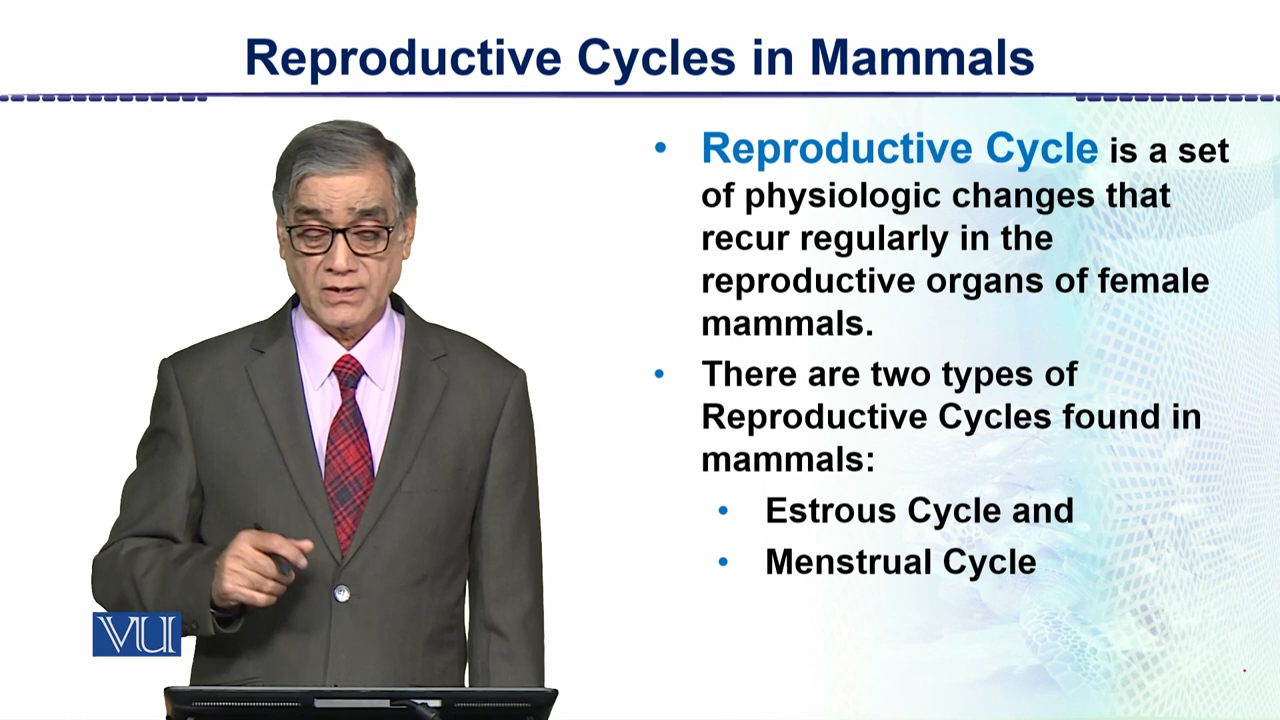 Reproductive Cycles in Mammals
• Reproductive Cycle is a set
of physiologic changes that
recur regularly in the
reproductive organs of female
mammals.
• There are two types of
Reproductive Cycles found in
mammals:
• Estrous Cycle and
• Menstrual Cycle
VU